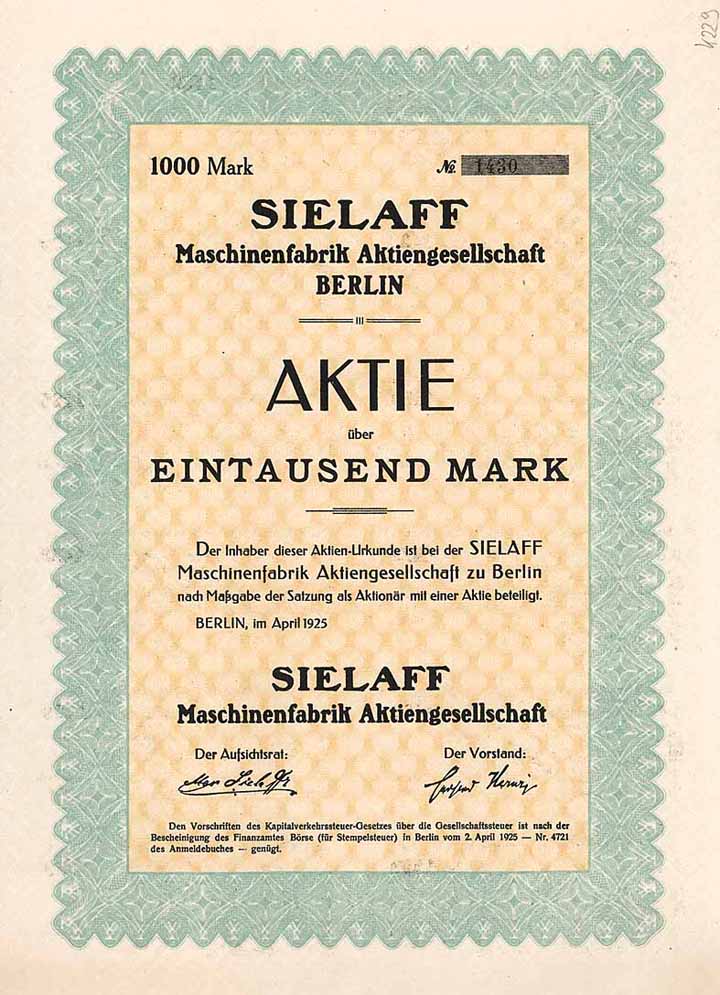 1000 Mark № 1430
SIELAFF
Maschinenfabrik Aktiengesellschaft
BERLIN
AKTIE
über
EINTAUSEND MARK
Der Inhaber dieser Aktien-Urkunde ist bei der SIELAFF
Maschinenfabrik Aktiengesellschaft zu Berlin
nach Maßgabe der Satzung als Aktionär mit einer Aktie beteiligt.
BERLIN, im April 1925
SIELAFF
Maschinenfabrik Aktiengesellschaft
Der Aufsichtsrat: Der Vorstand:
Den Vorschriften des Kapitalverkehrssteuer-Gesetzes über die Gesellschaftssteuer ist nach der
Bescheinigung des Finanzamtes Börse (für Stempelsteuer) in Berlin vom 2. April 1925 — Nr. 4721
des Anmeldebuches — genügt.